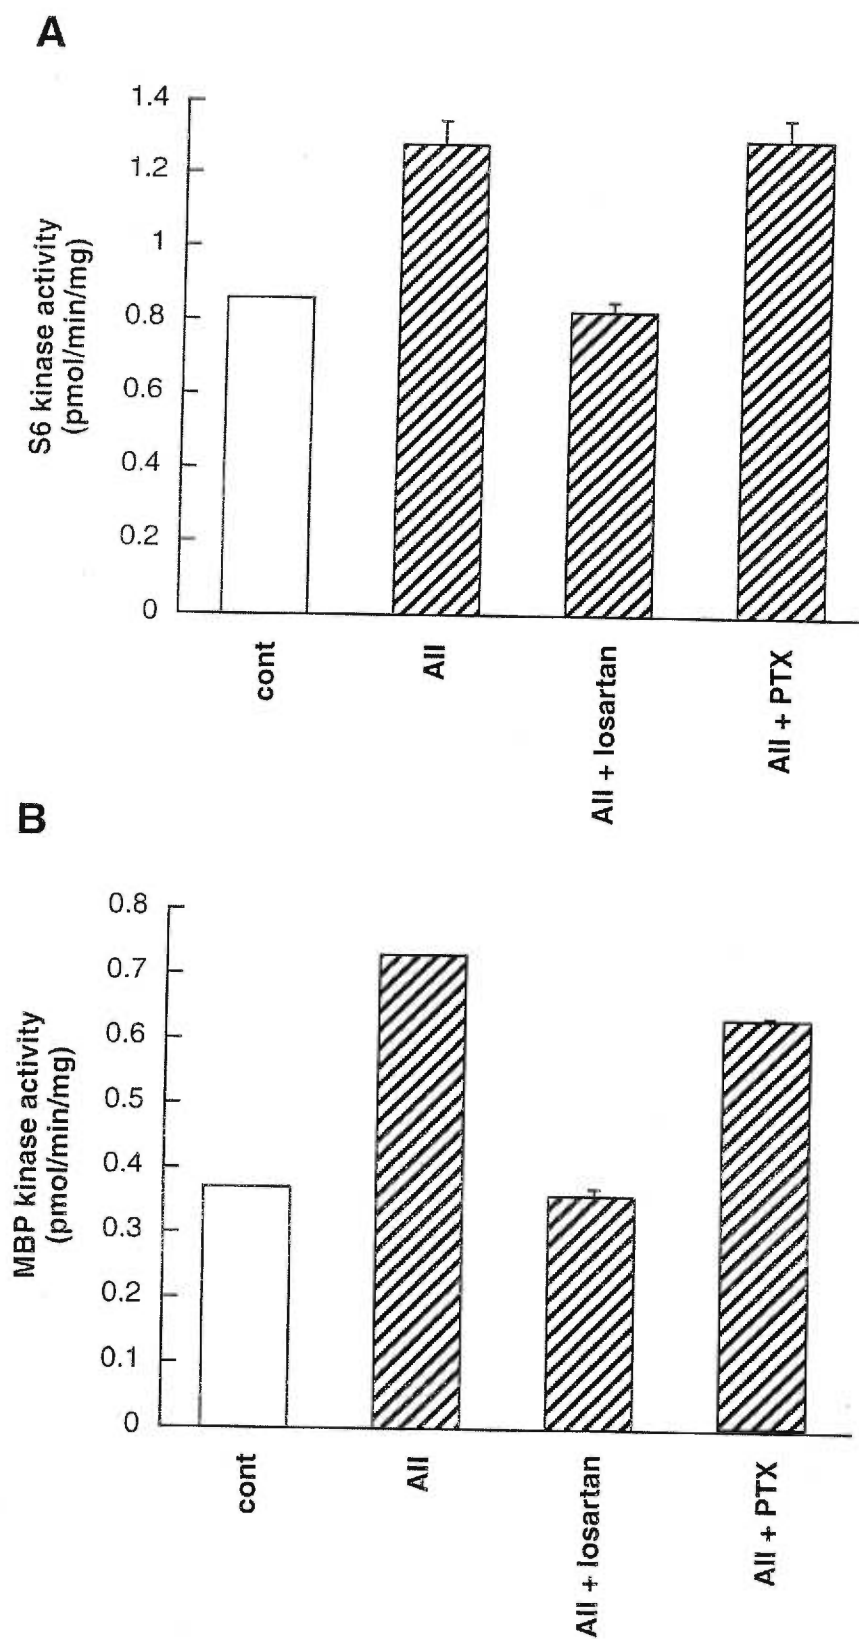 A
1.4
1.2
1
0.8
0.6
0.4
0.2
0
S6 kinase activity
(pmol/min/mg)
cont
AII
AII + losartan
AII + PTX
B
0.8
0.7
0.6
0.5
0.4
0.3
0.2
0.1
0
MBP kinase activity
(pmol/min/mg)
cont
AII
AII + losartan
AII + PTX